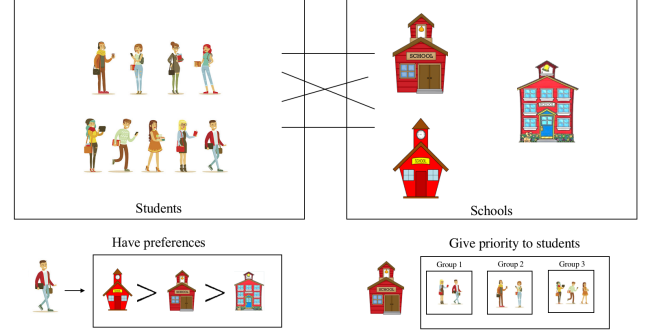 SCHOOL
SCHOOL
Students
Schools
Have preferences
Give priority to students
Group 1
Group 2
Group 3
> >